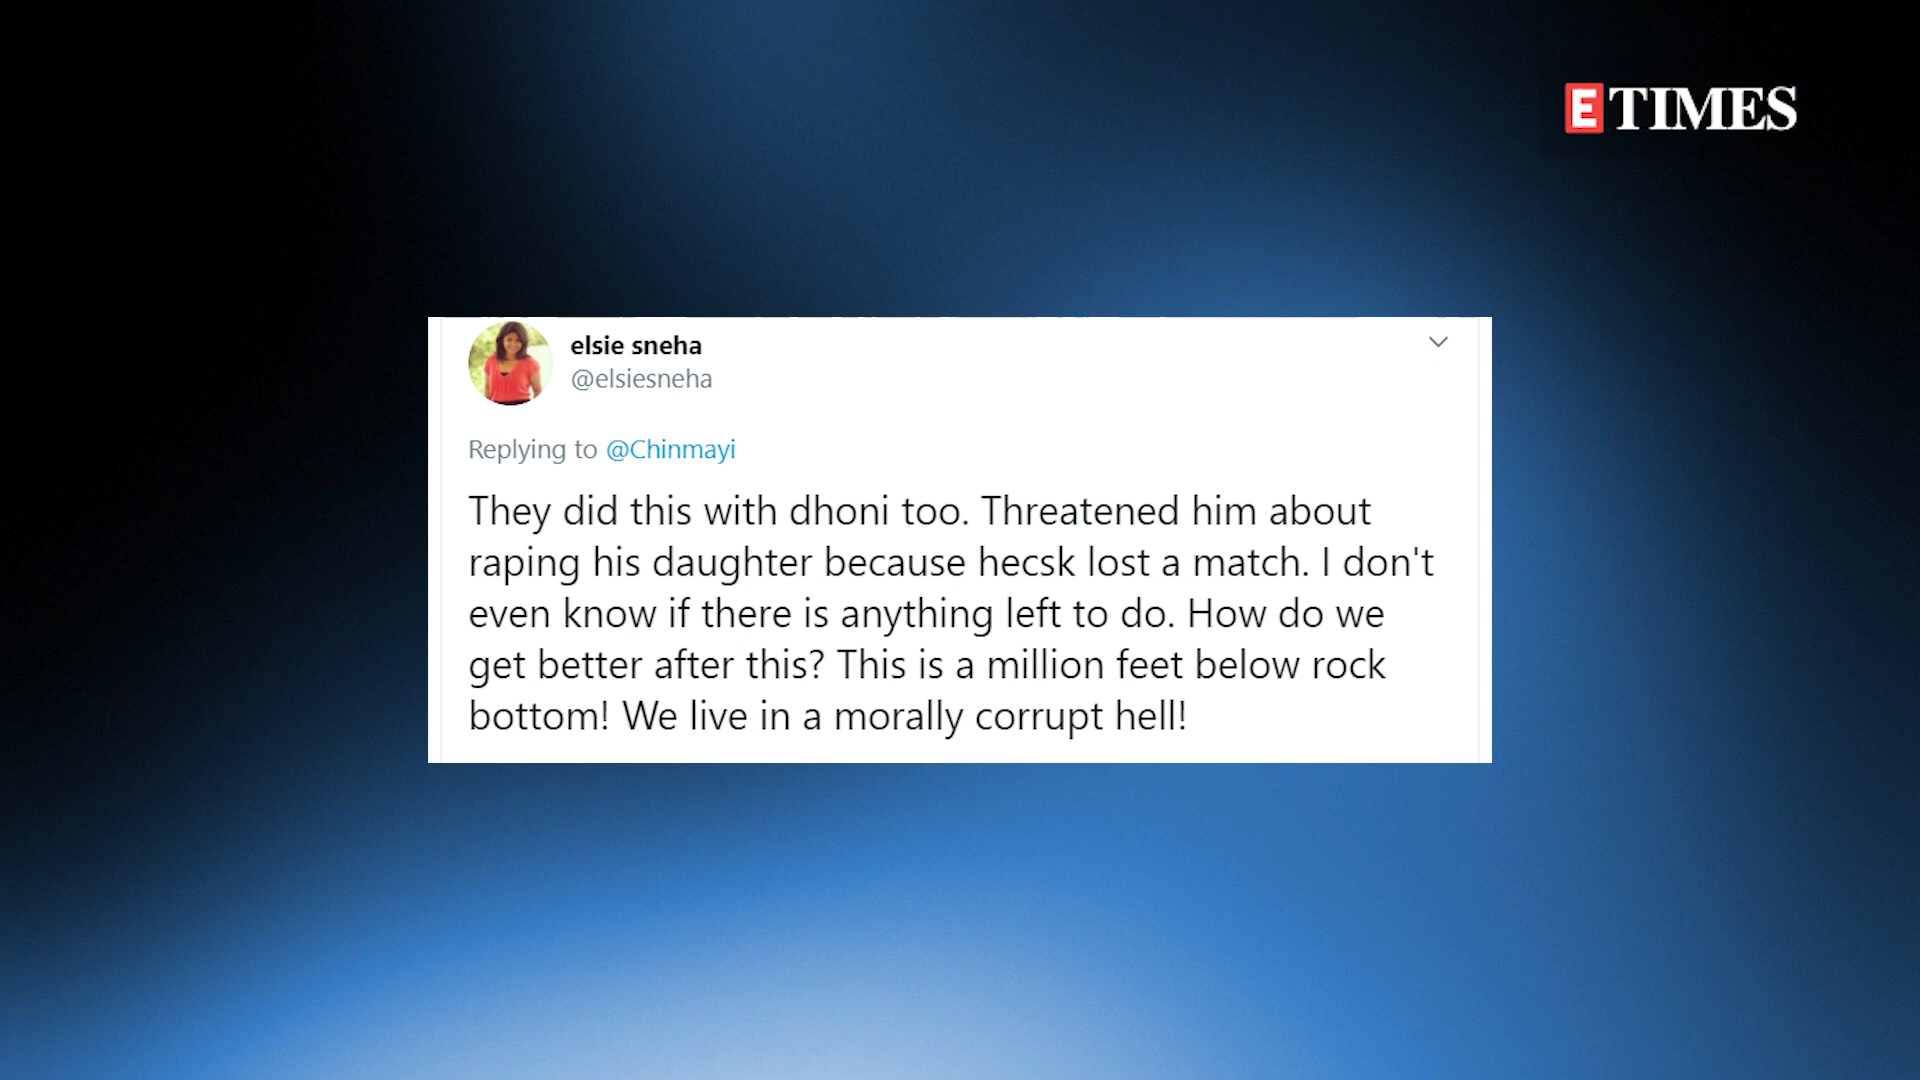 E TIMES
elsie sneha
@elsiesneha
Replying to @Chinmayi
They did this with dhoni too. Threatened him about
raping his daughter because hecsk lost a match. I don't
even know if there is anything left to do. How do we
get better after this? This is a million feet below rock
bottom! We live in a morally corrupt hell!